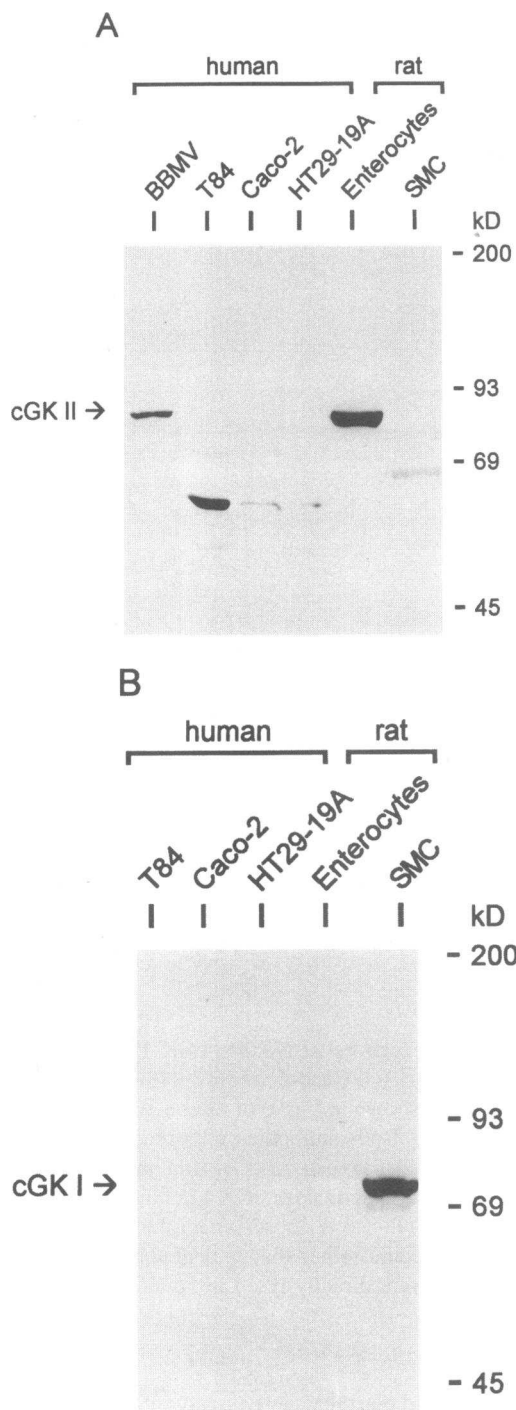 A
human rat
BBMV T84 Caco-2 HT29-19A Enterocytes SMC
kD
200
93
cGK II →
69
45
B
human rat
T84 Caco-2 HT29-19A Enterocytes SMC
kD
200
93
cGK I →
69
45